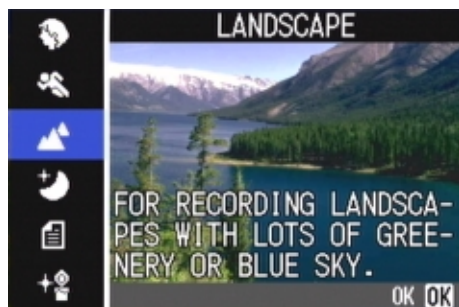 LANDSCAPE
FOR RECORDING LANDSCA-
PES WITH LOTS OF GREE-
NERY OR BLUE SKY.
OK OK